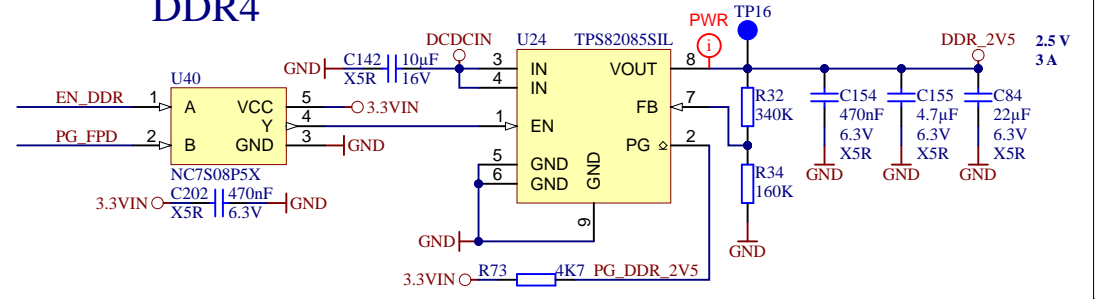 DDR4
PWR
TP16
DCDCIN
U24 TPS82085SIL
DDR_2V5 2.5 V
3 A
GND C142 10µF
X5R 16V
3 IN VOUT 8
4 IN
U40
EN_DDR 1 A VCC 5 3.3VIN
Y 4
PG_FPD 2 B GND 3 GND
NC7S08P5X
1 EN
FB 7
PG 2
5 GND
6 GND
GND
9
GND
R32
340K
R34
160K
GND
C154
470nF
6.3V
X5R
GND
C155
4.7µF
6.3V
X5R
GND
C84
22µF
6.3V
X5R
GND
3.3VIN C202 470nF GND
X5R 6.3V
3.3VIN R73 4K7 PG_DDR_2V5